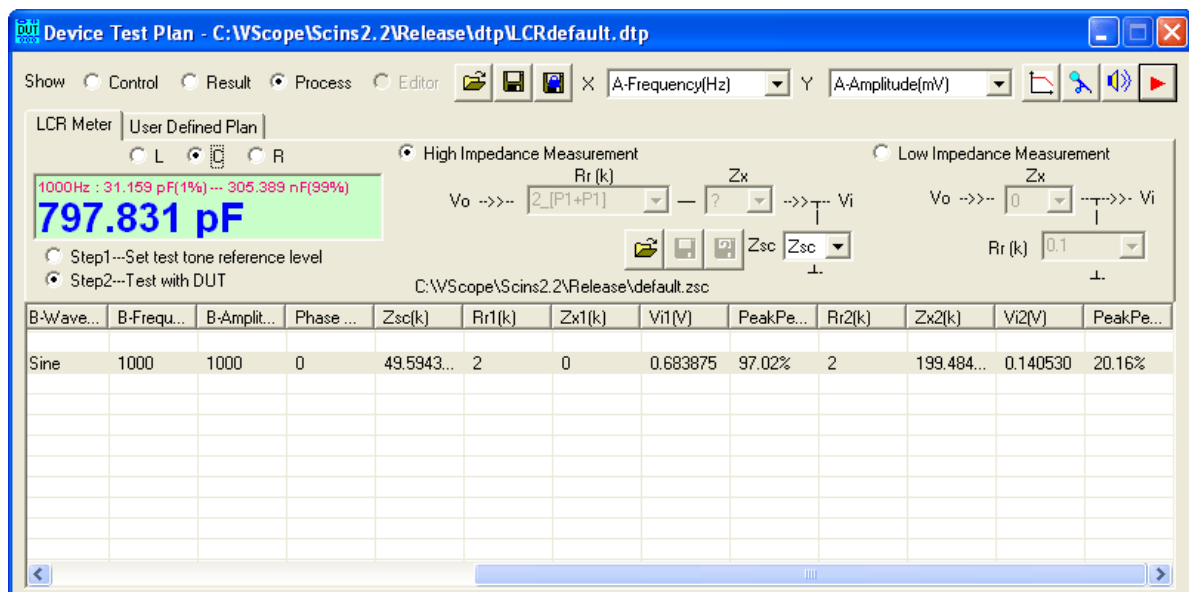 Device Test Plan - C:\VScope\Scins2.2\Release\dtp\LCRdefault.dtp
Show Control Result Process Editor X A-Frequency(Hz) Y A-Amplitude(mV)
LCR Meter User Defined Plan
L C R High Impedance Measurement Low Impedance Measurement
Rr (k) Zx Zx
1000Hz : 31.159 pF(1%) --- 305.389 nF(99%)
Vo -->>-- 2_[P1+P1] — ? -->>-- Vi Vo -->>-- 0 -->>- Vi
797.831 pF
Zsc Zsc Rr (k) 0.1
Step1---Set test tone reference level
Step2---Test with DUT
C:\VScope\Scins2.2\Release\default.zsc
B-Wave... B-Frequ... B-Amplit... Phase ... Zsc(k) Rr1(k) Zx1(k) Vi1(V) PeakPe... Rr2(k) Zx2(k) Vi2(V) PeakPe...
Sine 1000 1000 0 49.5943... 2 0 0.683875 97.02% 2 199.484... 0.140530 20.16%